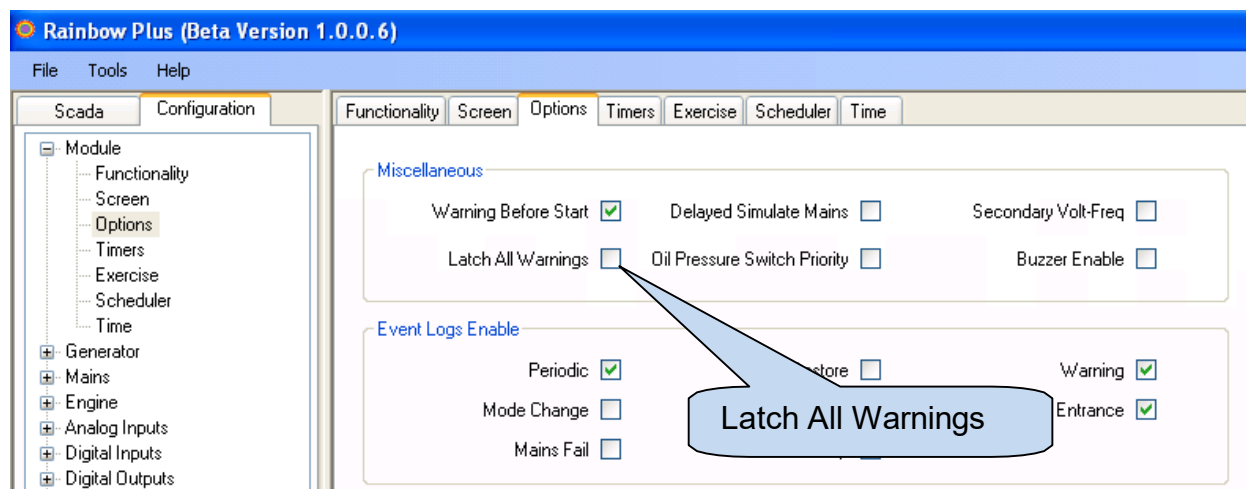 Rainbow Plus (Beta Version 1.0.0.6)
File Tools Help
Scada Configuration
Module
Functionality
Screen
Options
Timers
Exercise
Scheduler
Time
Generator
Mains
Engine
Analog Inputs
Digital Inputs
Digital Outputs
Functionality Screen Options Timers Exercise Scheduler Time
Miscellaneous
Warning Before Start Delayed Simulate Mains Secondary Volt-Freq
Latch All Warnings Oil Pressure Switch Priority Buzzer Enable
Event Logs Enable
Periodic Warning
Mode Change Entrance
Mains Fail
Latch All Warnings